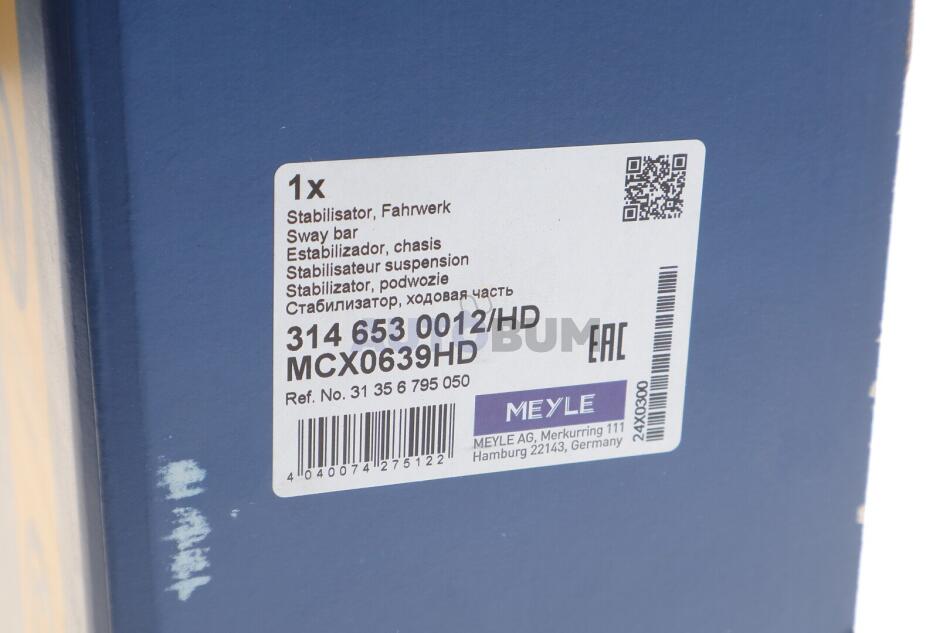 1x
Stabilisator, Fahrwerk
Sway bar
Estabilizador, chasis
Stabilisateur suspension
Stabilizator, podwozie
Стабилизатор, ходовая часть
314 653 0012/HD
MCX0639HD
Ref. No. 31 35 6 795 050
EAC
AUTOBUM
MEYLE
MEYLE AG, Merkurring 111
Hamburg 22143, Germany
4 040074 275122
24X0300